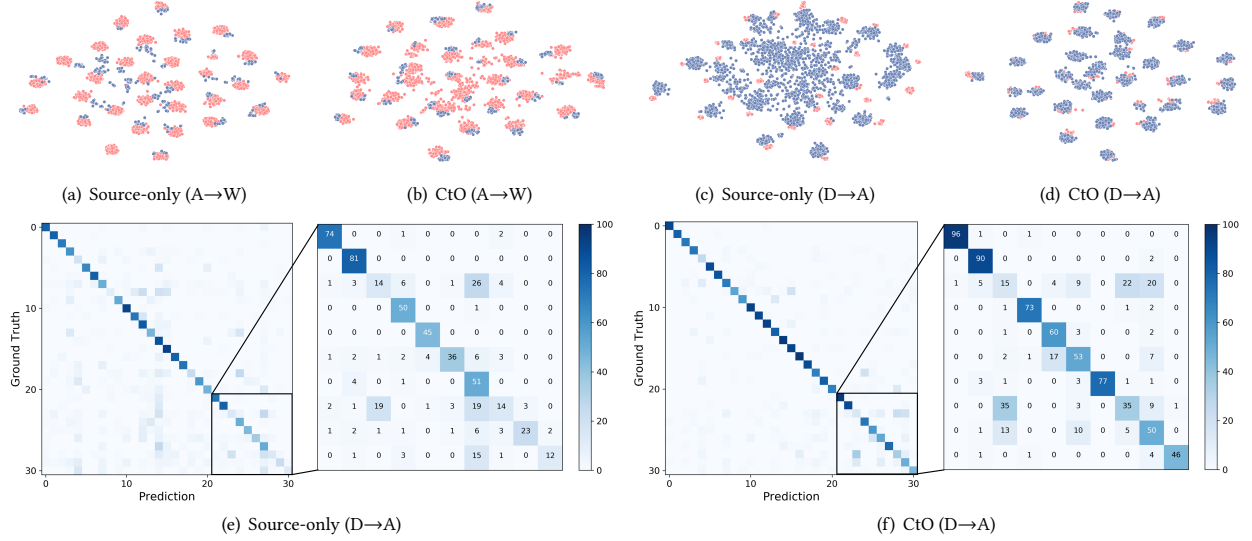 (a) Source-only (A→W)
(b) CtO (A→W)
(c) Source-only (D→A)
(d) CtO (D→A)
Ground Truth
0
10
20
30
0 10 20 30
Prediction
74 0 0 1 0 0 0 2 0 0
0 81 0 0 0 0 0 0 0 0
1 3 14 6 0 1 26 4 0 0
0 0 0 50 0 0 1 0 0 0
0 0 1 0 45 0 0 0 0 0
1 2 1 2 4 36 6 3 0 0
0 4 0 1 0 0 51 0 0 0
2 1 19 0 1 3 19 14 3 0
1 2 1 1 0 1 6 3 23 2
0 1 0 3 0 0 15 1 0 12
100
80
60
40
20
0
(e) Source-only (D→A)
Ground Truth
0
10
20
30
0 10 20 30
Prediction
96 1 0 1 0 0 0 0 0 0
0 90 0 0 0 0 0 0 2 0
1 5 15 0 4 9 0 22 20 0
0 0 1 73 0 0 0 0 2 0
0 0 1 0 60 3 0 0 2 0
0 0 2 1 17 53 0 0 7 0
0 3 1 0 0 3 77 1 1 0
0 0 35 0 0 0 0 35 9 1
0 1 13 0 0 10 0 5 50 0
0 0 0 0 0 0 0 0 4 46
100
80
60
40
20
0
(f) CtO (D→A)